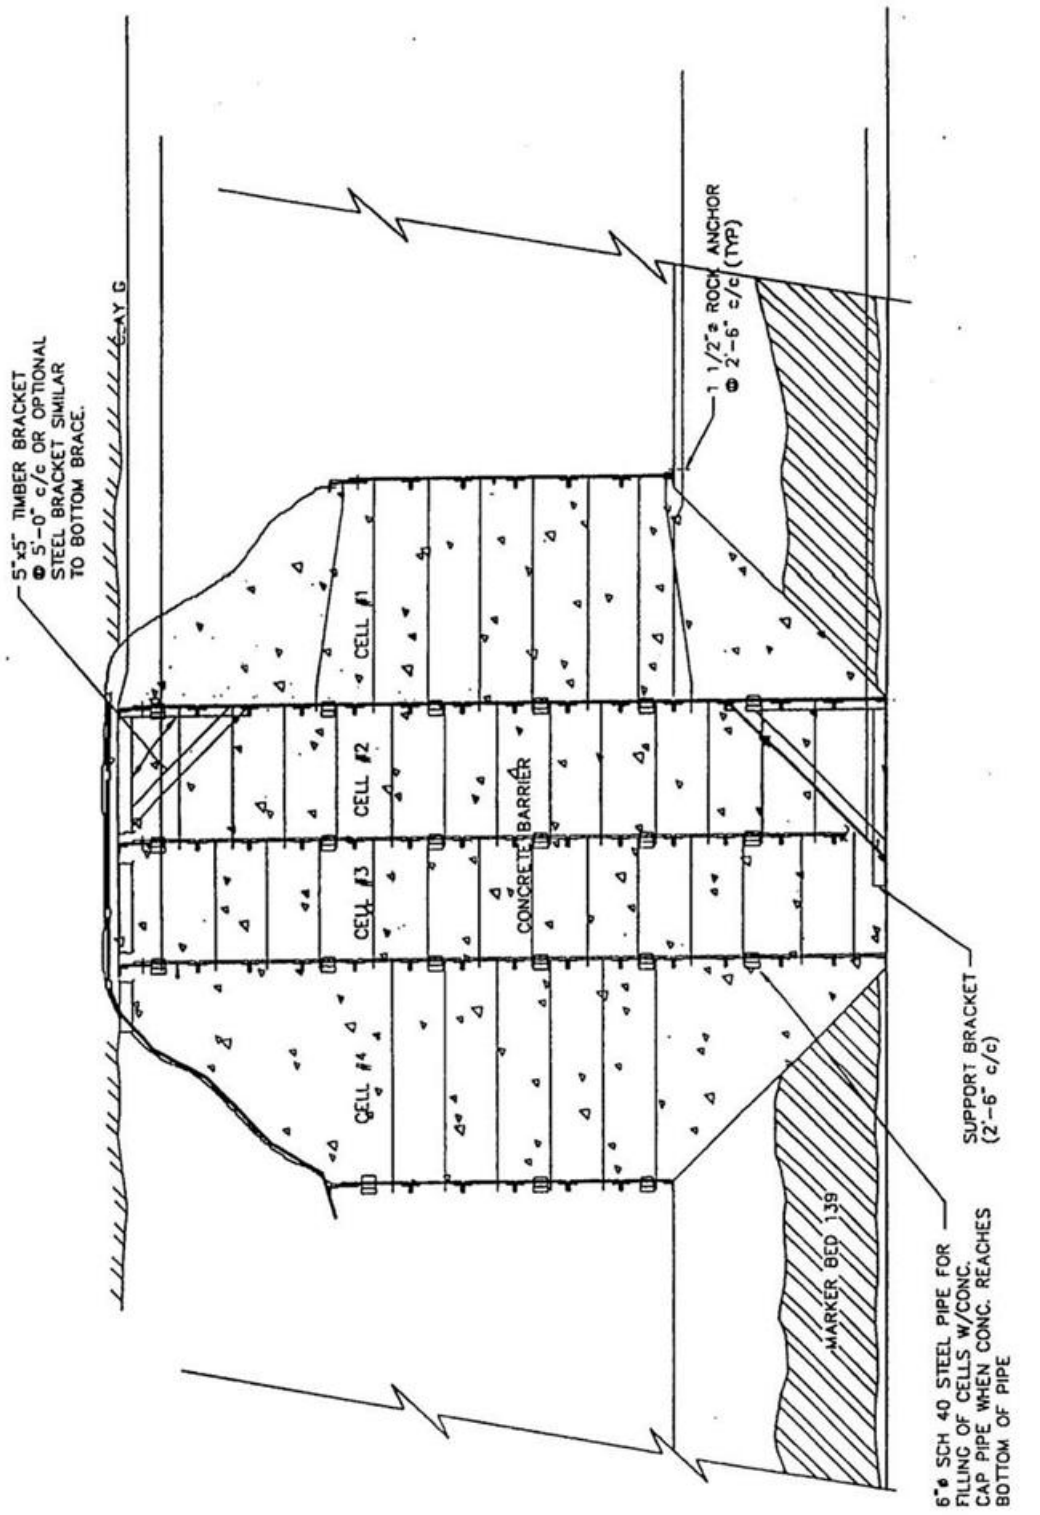 5"x5" TIMBER BRACKET
@ 5'-0" c/c OR OPTIONAL
STEEL BRACKET SIMILAR
TO BOTTOM BRACE.
CLAY G
1 1/2"ø ROCK ANCHOR
@ 2'-6" c/c (TYP)
CELL #1
CELL #2
CELL #3
CELL #4
CONCRETE BARRIER
MARKER BED 139
SUPPORT BRACKET
(2'-6" c/c)
6"ø SCH 40 STEEL PIPE FOR
FILLING OF CELLS W/CONC.
CAP PIPE WHEN CONC. REACHES
BOTTOM OF PIPE